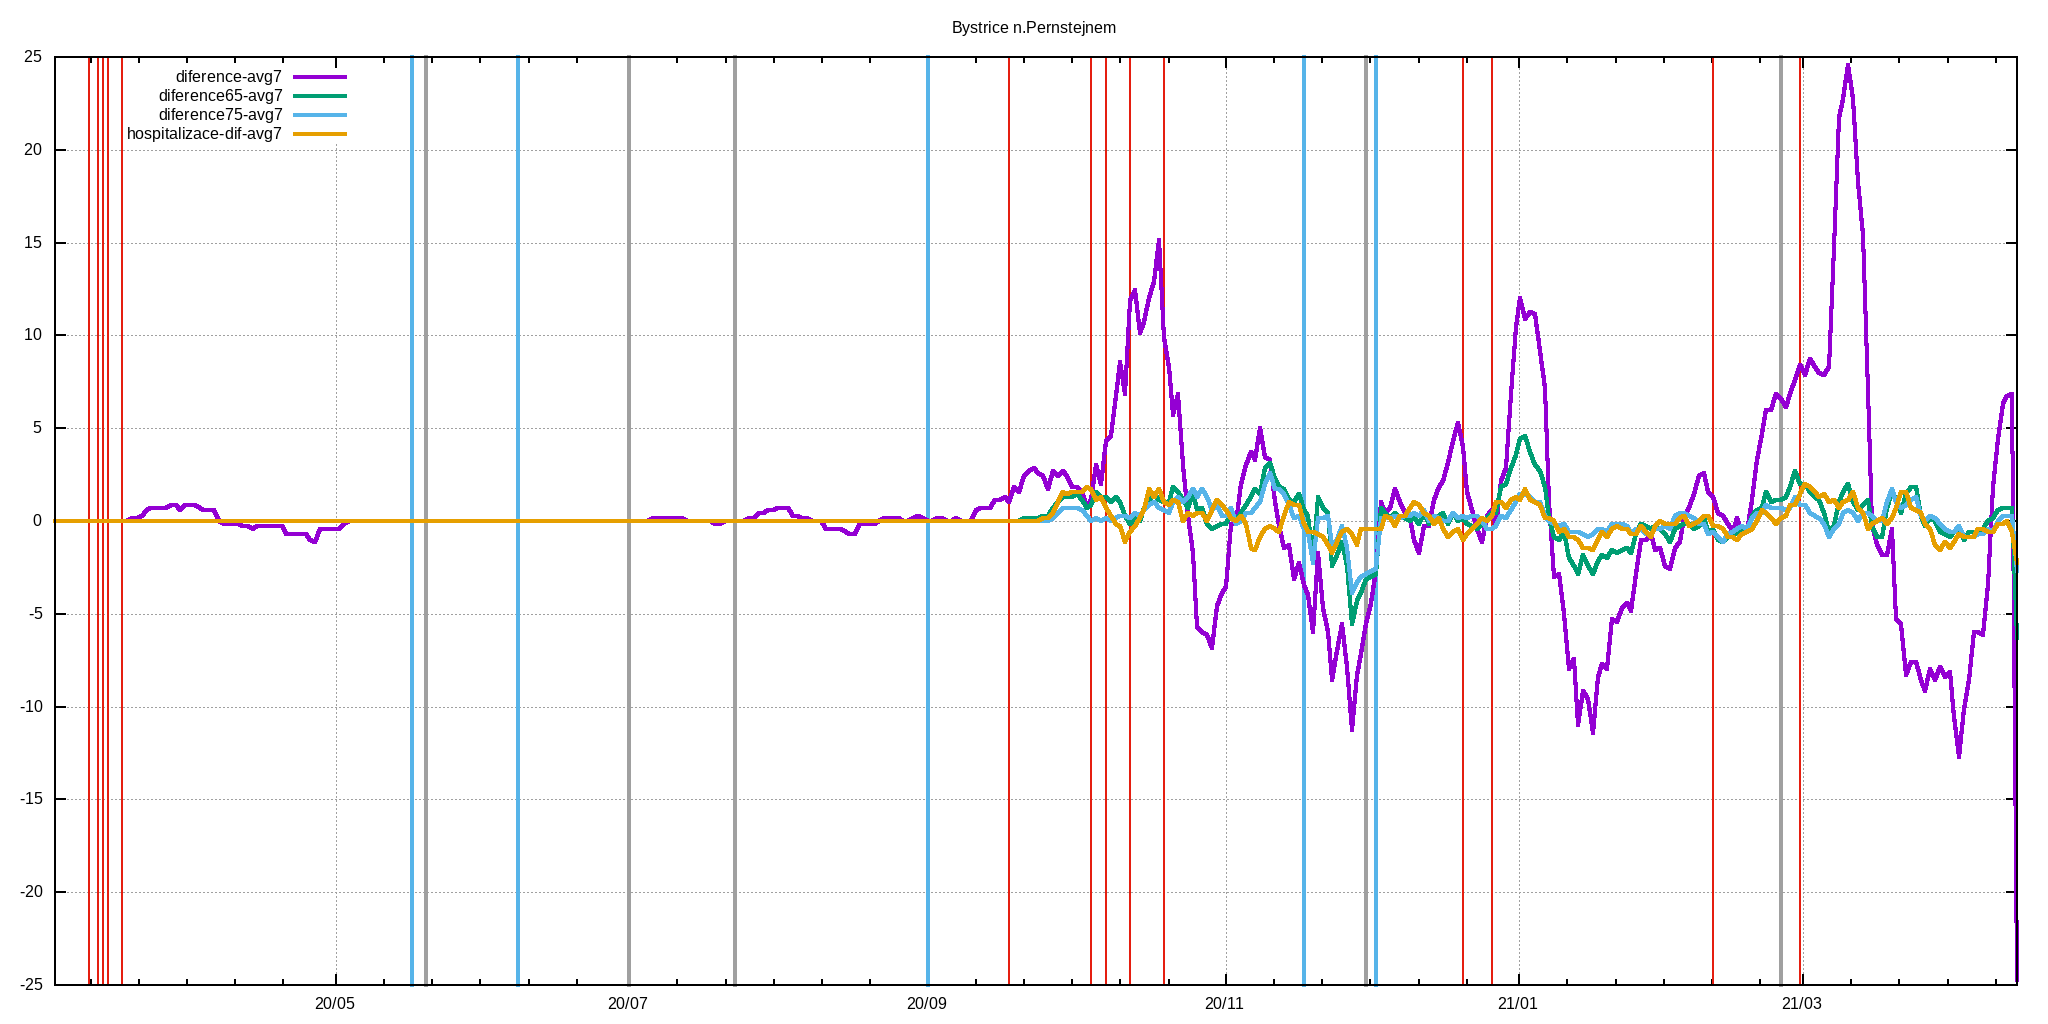 Bystrice n.Pernstejnem
diference-avg7
diference65-avg7
diference75-avg7
hospitalizace-dif-avg7
25
20
15
10
5
0
-5
-10
-15
-20
-25
20/05 20/07 20/09 20/11 21/01 21/03